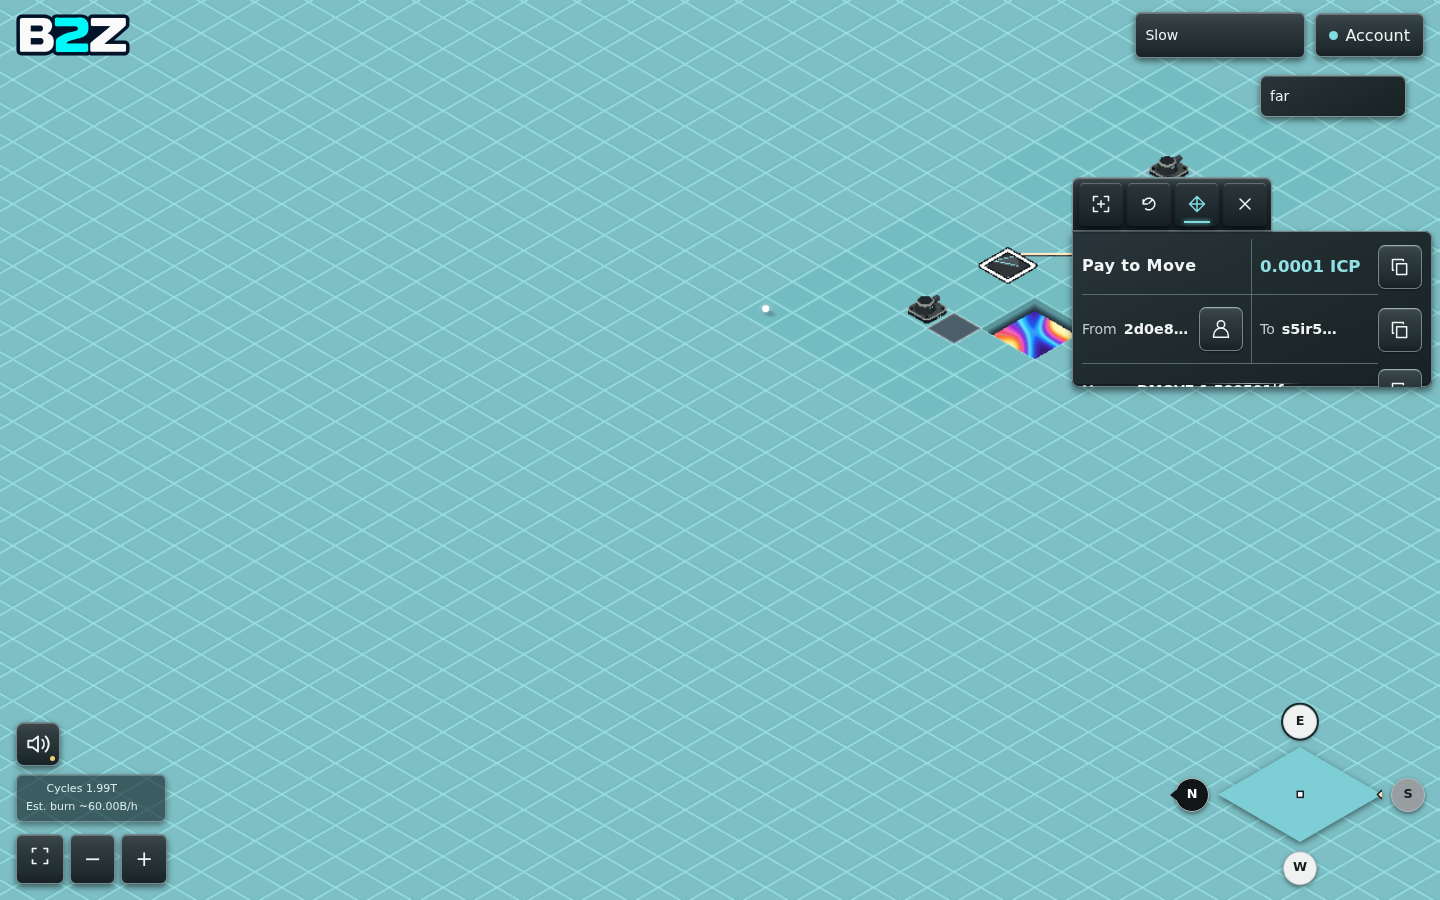 B2Z
Slow
Account
far
Pay to Move
0.0001 ICP
From 2d0e8...
To s5ir5...
Cycles 1.99T
Est. burn ~60.00B/h
E
N
S
W